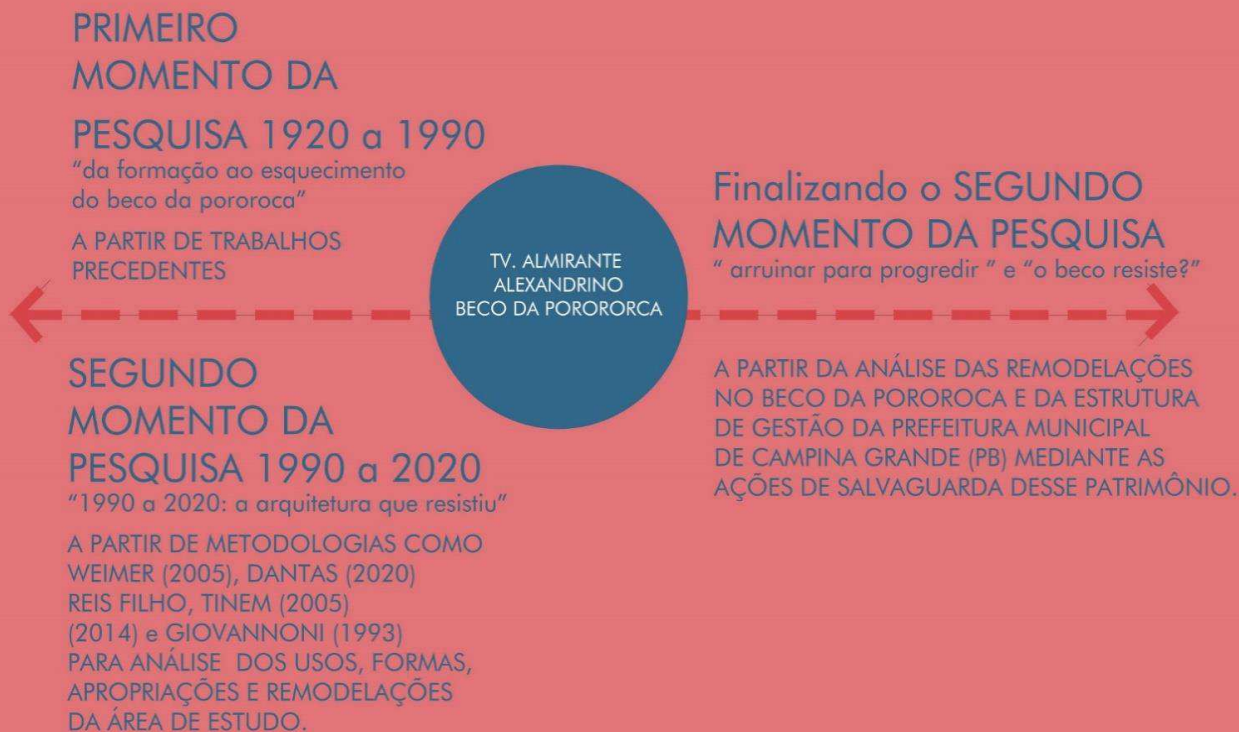 PRIMEIRO
MOMENTO DA
PESQUISA 1920 a 1990
"da formação ao esquecimento
do beco da pororoca"
A PARTIR DE TRABALHOS
PRECEDENTES
SEGUNDO
MOMENTO DA
PESQUISA 1990 a 2020
"1990 a 2020: a arquitetura que resistiu"
A PARTIR DE METODOLOGIAS COMO
WEIMER (2005), DANTAS (2020)
REIS FILHO, TINEM (2005)
(2014) e GIOVANNONI (1993)
PARA ANÁLISE DOS USOS, FORMAS,
APROPRIAÇÕES E REMODELAÇÕES
DA ÁREA DE ESTUDO.
TV. ALMIRANTE
ALEXANDRINO
BECO DA PORORORCA
Finalizando o SEGUNDO
MOMENTO DA PESQUISA
" arruinar para progredir " e "o beco resiste?"
A PARTIR DA ANÁLISE DAS REMODELAÇÕES
NO BECO DA POROROCA E DA ESTRUTURA
DE GESTÃO DA PREFEITURA MUNICIPAL
DE CAMPINA GRANDE (PB) MEDIANTE AS
AÇÕES DE SALVAGUARDA DESSE PATRIMÔNIO.